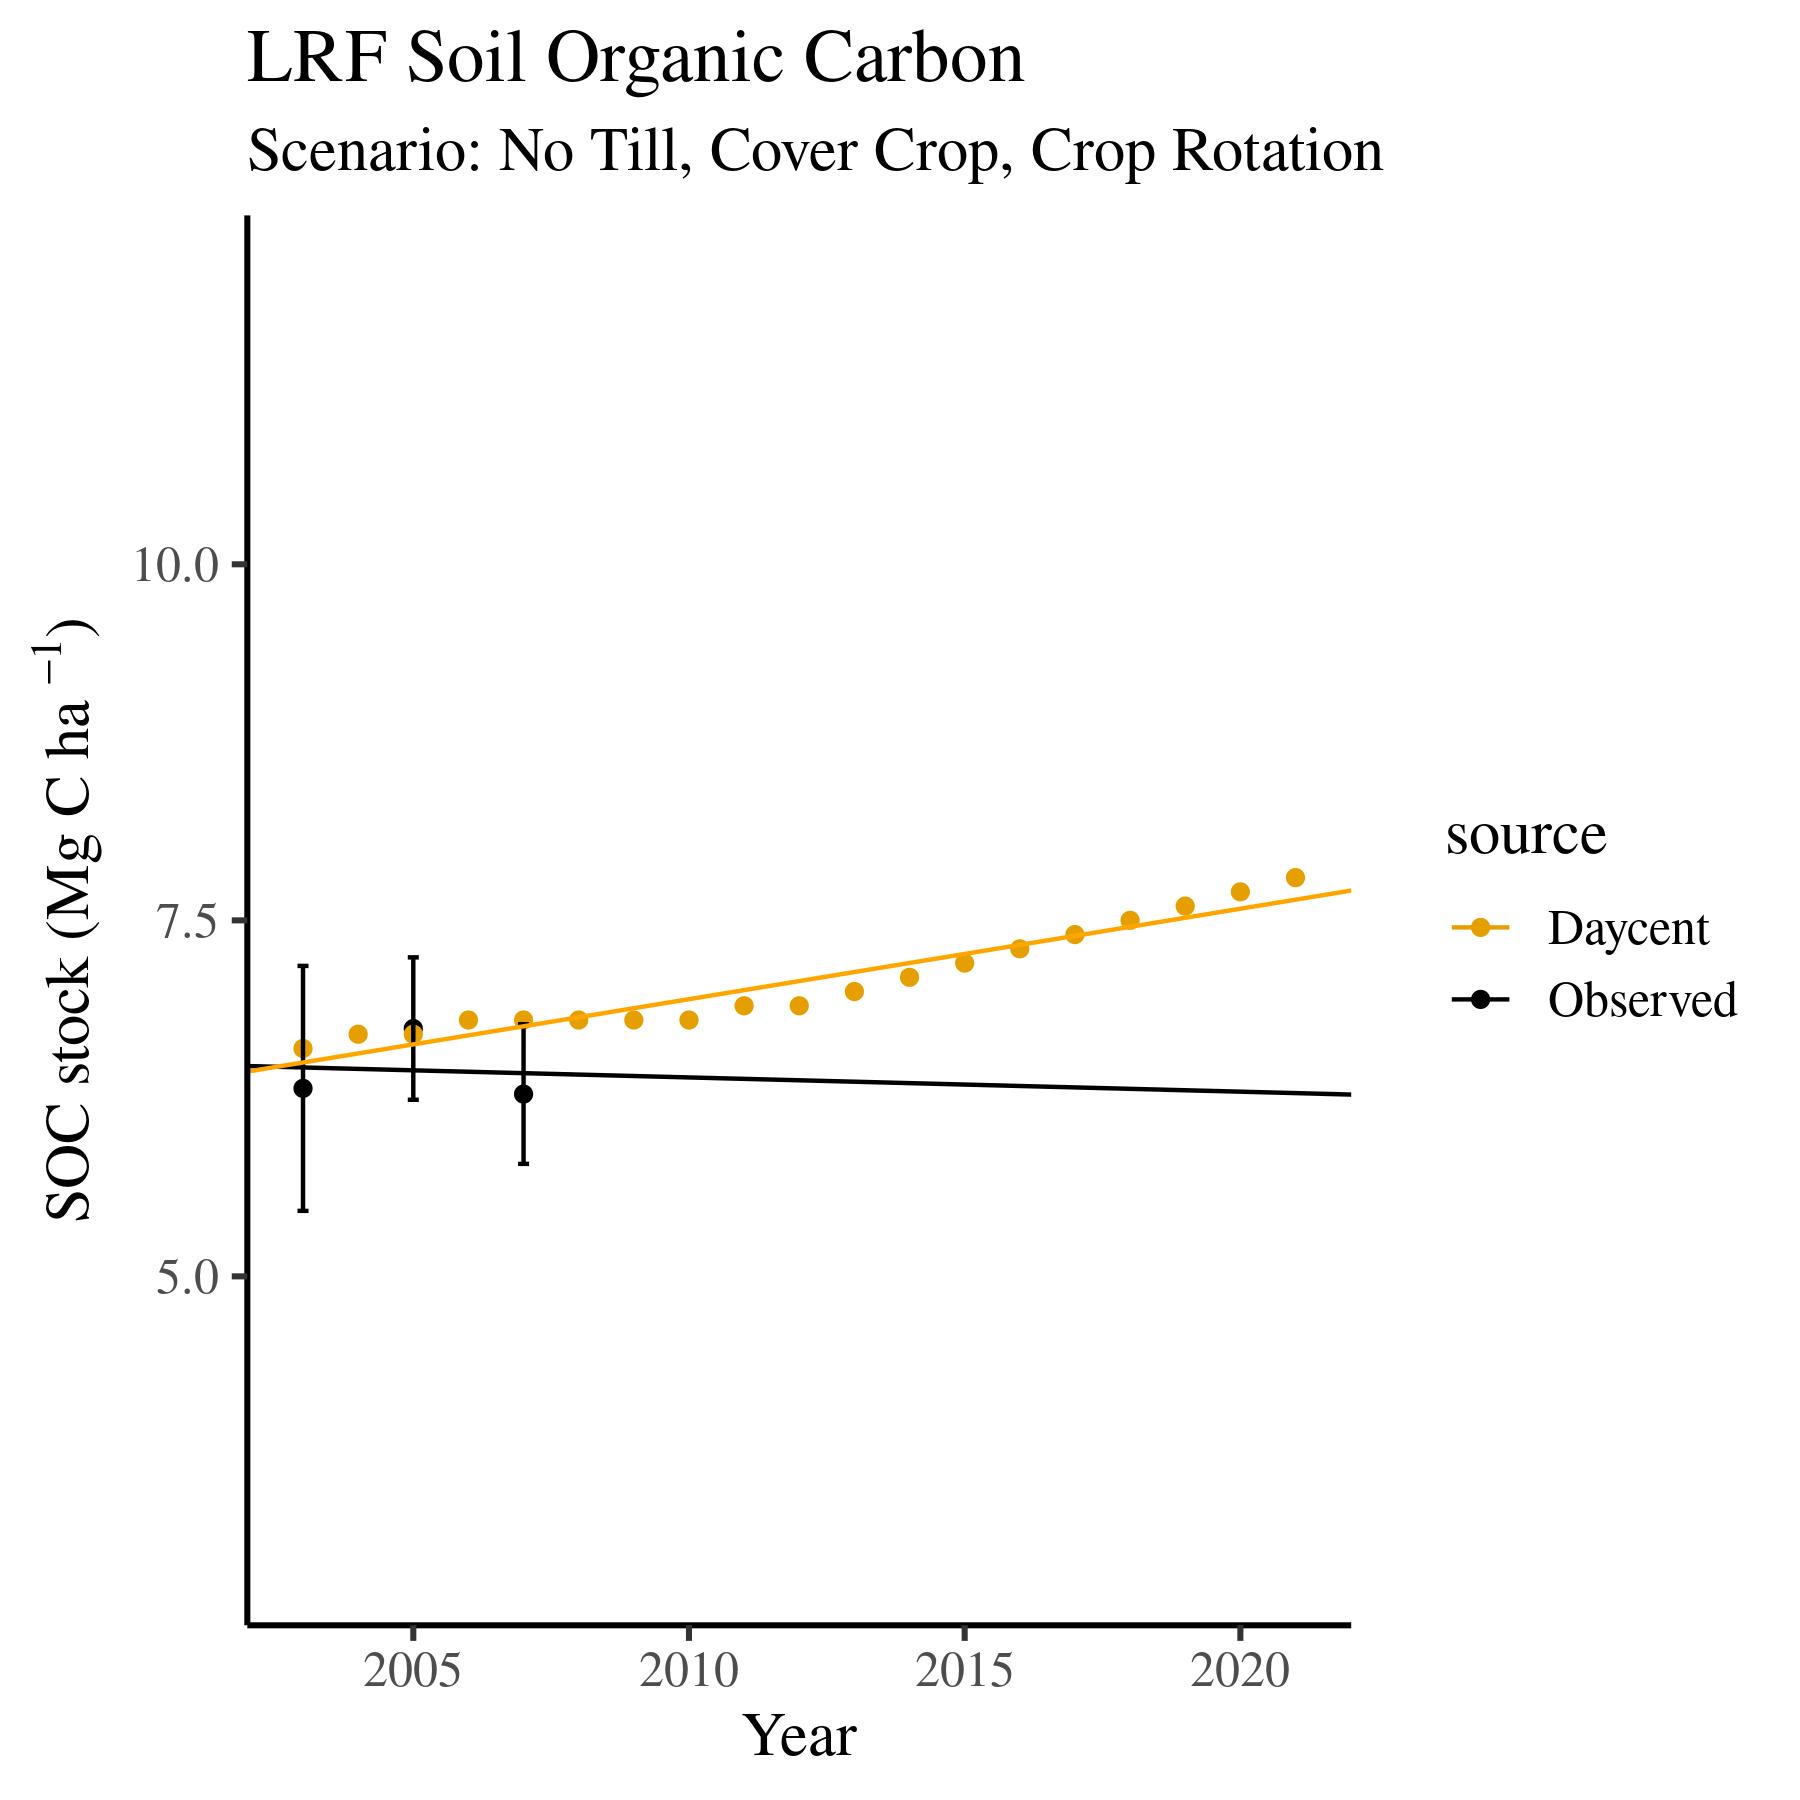 LRF Soil Organic Carbon
Scenario: No Till, Cover Crop, Crop Rotation
SOC stock (Mg C ha ⁻¹)
10.0
7.5
5.0
2005 2010 2015 2020
Year
source
Daycent
Observed